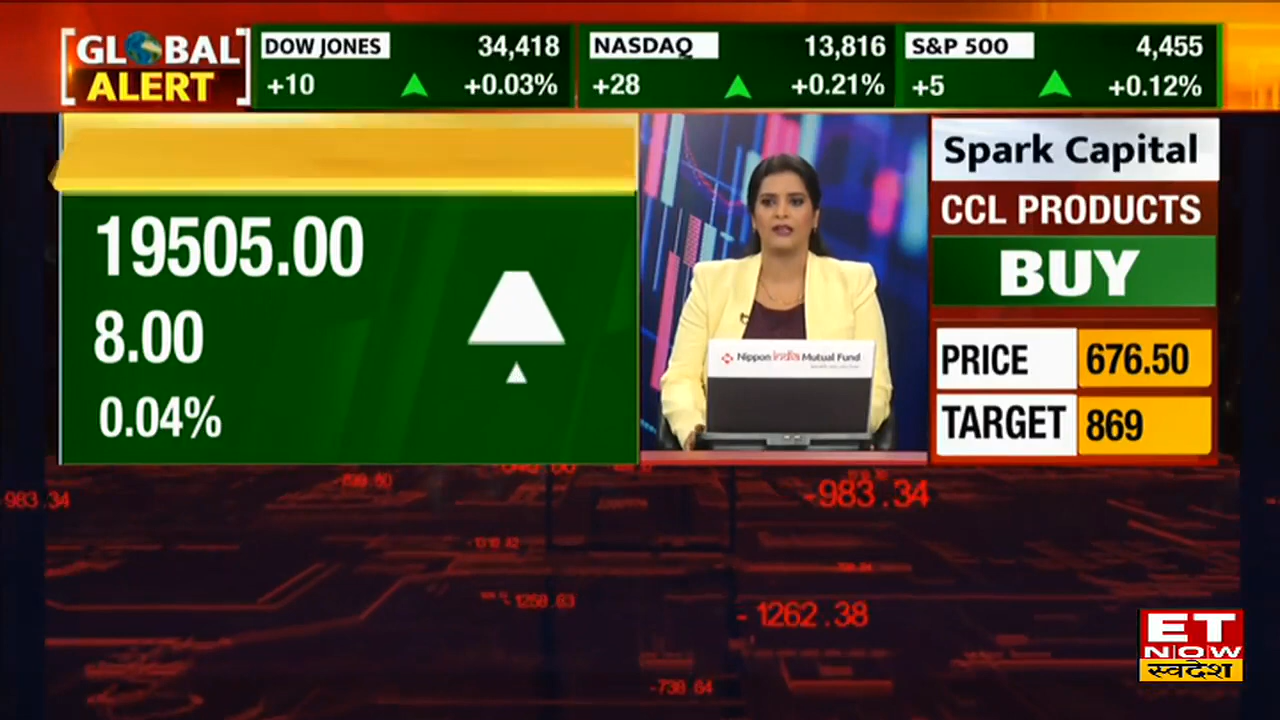 GLOBAL
ALERT
DOW JONES 34,418
+10 +0.03%
NASDAQ 13,816
+28 +0.21%
S&P 500 4,455
+5 +0.12%
19505.00
8.00
0.04%
Nippon india Mutual Fund
Spark Capital
CCL PRODUCTS
BUY
PRICE 676.50
TARGET 869
-983.34
-983.34
-1262.38
ET
NOW
स्वदेश